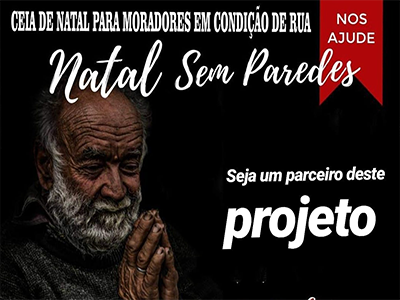 CEIA DE NATAL PARA MORADORES EM CONDIÇÃO DE RUA
NOS
AJUDE
Natal Sem Paredes
Seja um parceiro deste
projeto